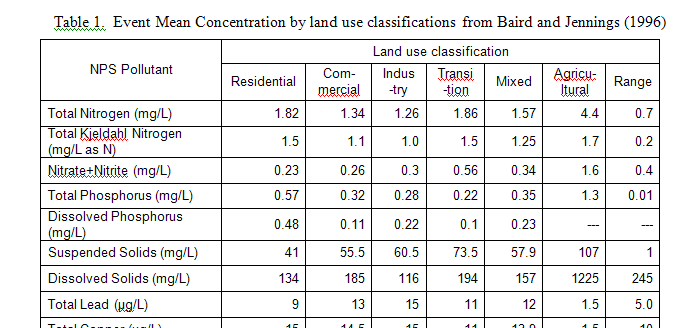 Table 1.  Event Mean Concentration by land use classifications from Baird and Jennings (1996)
NPS Pollutant
Land use classification
Residential
Com-
mercial
Indus
-try
Transi
-tion
Mixed
Agricu-
ltural
Range
Total Nitrogen (mg/L) 1.82 1.34 1.26 1.86 1.57 4.4 0.7
Total Kjeldahl Nitrogen
(mg/L as N) 1.5 1.1 1.0 1.5 1.25 1.7 0.2
Nitrate+Nitrite (mg/L) 0.23 0.26 0.3 0.56 0.34 1.6 0.4
Total Phosphorus (mg/L) 0.57 0.32 0.28 0.22 0.35 1.3 0.01
Dissolved Phosphorus
(mg/L) 0.48 0.11 0.22 0.1 0.23 --- ---
Suspended Solids (mg/L) 41 55.5 60.5 73.5 57.9 107 1
Dissolved Solids (mg/L) 134 185 116 194 157 1225 245
Total Lead (µg/L) 9 13 15 11 12 1.5 5.0